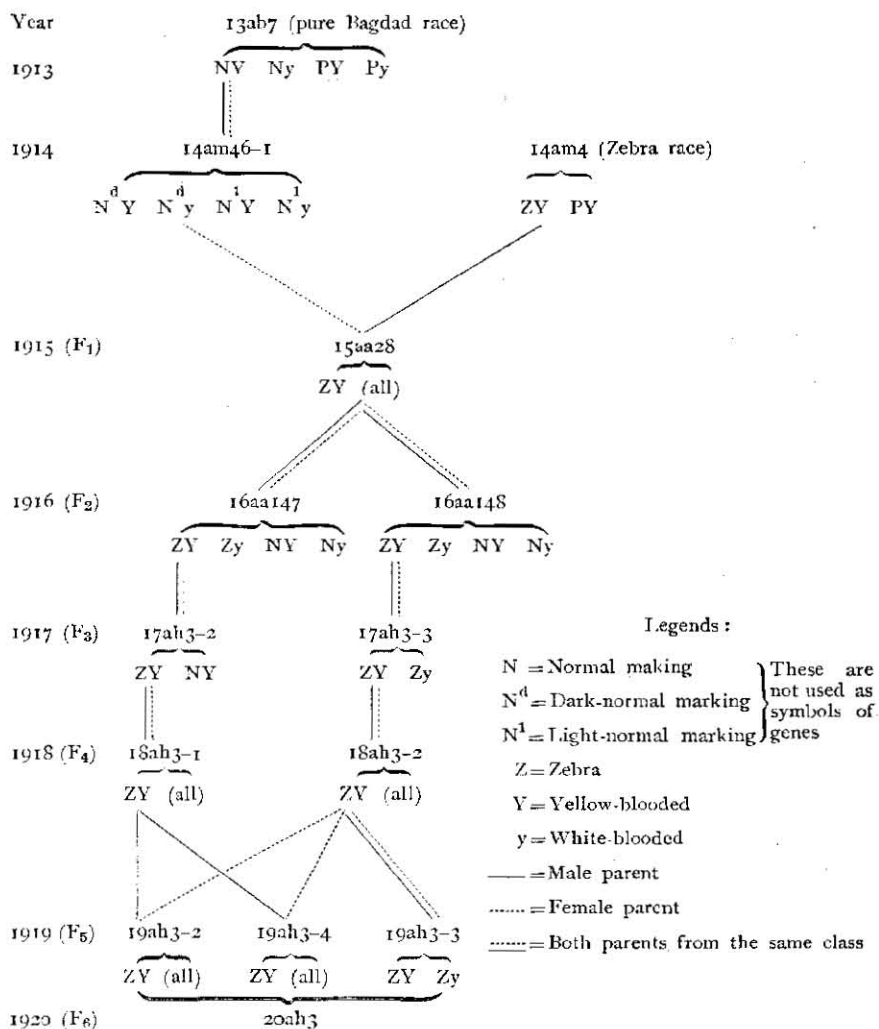 Year 13ab7 (pure Bagdad race)
1913 NY Ny PY Py
1914 14am46-1 14am4 (Zebra race)
NᵈY Nᵈy N¹Y N¹y ZY PY
1915 (F₁) 15aa28
ZY (all)
1916 (F₂) 16aa147 16aa148
ZY Zy NY Ny ZY Zy NY Ny
1917 (F₃) 17ah3-2 17ah3-3
ZY NY ZY Zy
1918 (F₄) 18ah3-1 18ah3-2
ZY (all) ZY (all)
1919 (F₅) 19ah3-2 19ah3-4 19ah3-3
ZY (all) ZY (all) ZY Zy
1920 (F₆) 20ah3
Legends :
N = Normal making
Nᵈ = Dark-normal marking
N¹ = Light-normal marking
These are
not used as
symbols of
genes
Z = Zebra
Y = Yellow-blooded
y = White-blooded
= Male parent
= Female parent
= Both parents from the same class